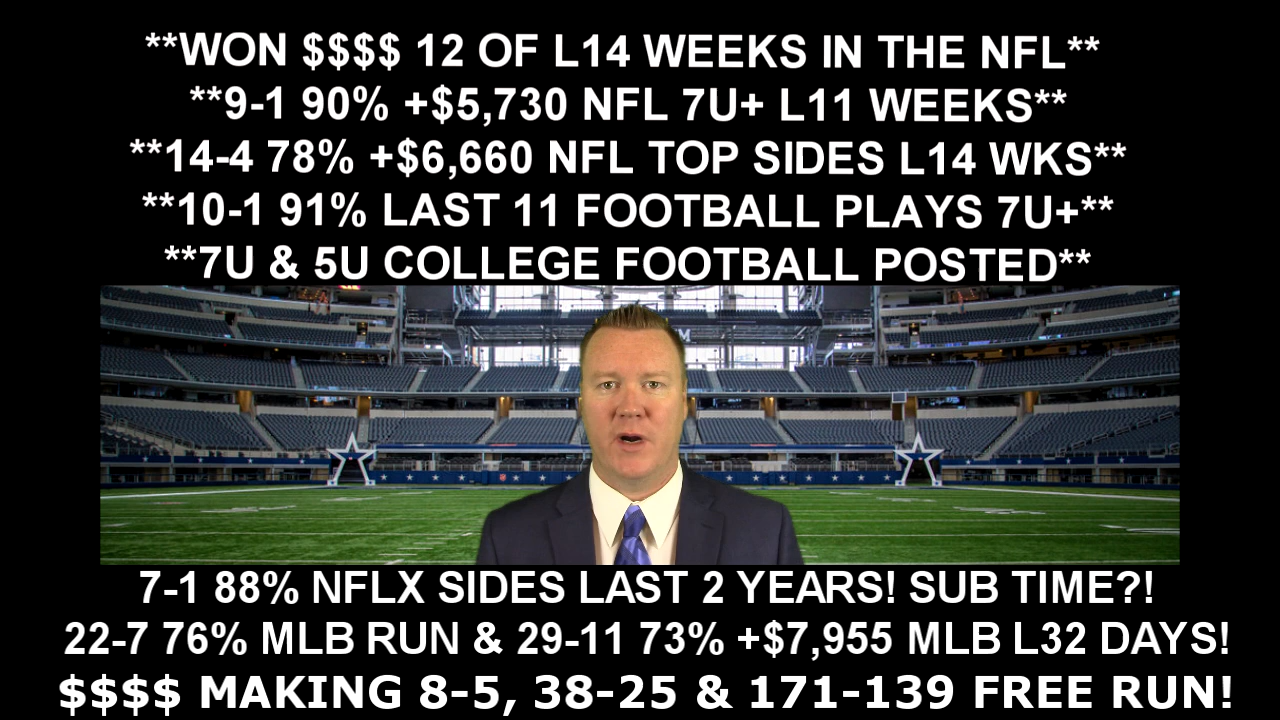 **WON $$$$ 12 OF L14 WEEKS IN THE NFL**
**9-1 90% +$5,730 NFL 7U+ L11 WEEKS**
**14-4 78% +$6,660 NFL TOP SIDES L14 WKS**
**10-1 91% LAST 11 FOOTBALL PLAYS 7U+**
**7U & 5U COLLEGE FOOTBALL POSTED**
7-1 88% NFLX SIDES LAST 2 YEARS! SUB TIME?!
22-7 76% MLB RUN & 29-11 73% +$7,955 MLB L32 DAYS!
$$$$ MAKING 8-5, 38-25 & 171-139 FREE RUN!